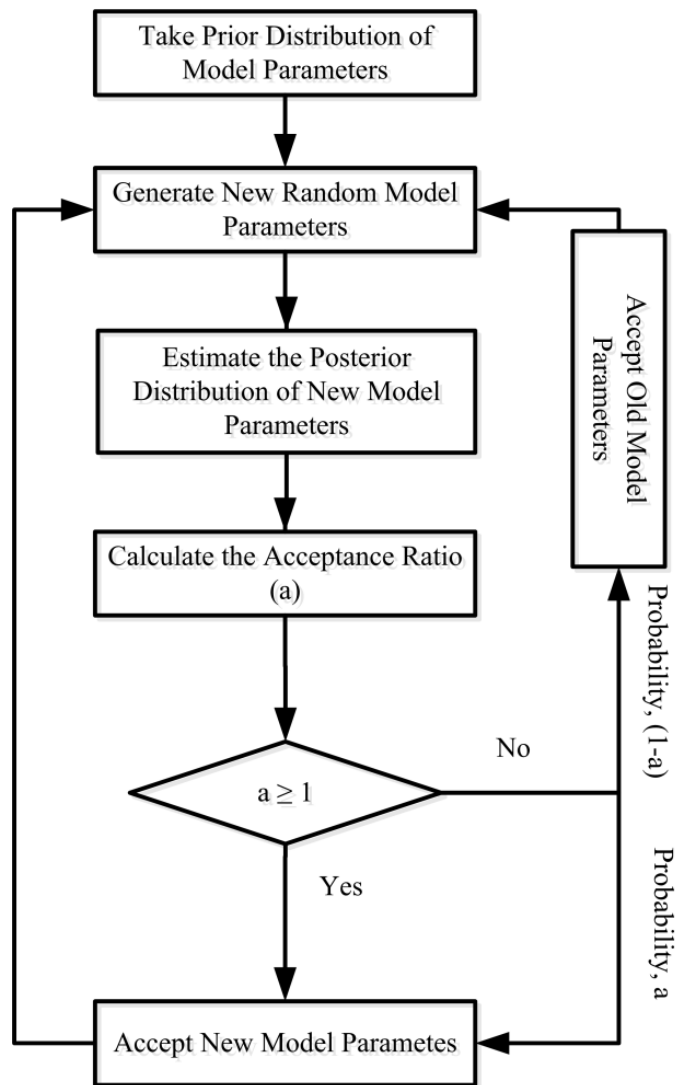 Take Prior Distribution of
Model Parameters
Generate New Random Model
Parameters
Estimate the Posterior
Distribution of New Model
Parameters
Accept Old Model
Parameters
Calculate the Acceptance Ratio
(a)
Probability, (1-a)
No
a ≥ 1
Yes
Probability, a
Accept New Model Parametes